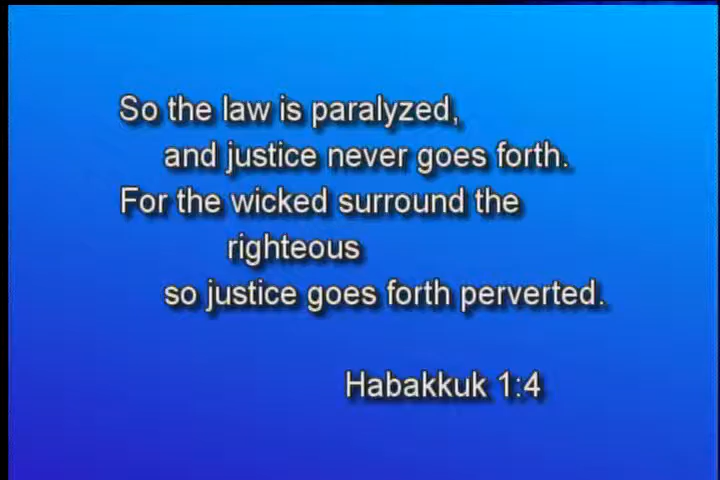 So the law is paralyzed,
and justice never goes forth.
For the wicked surround the
righteous
so justice goes forth perverted.
Habakkuk 1:4